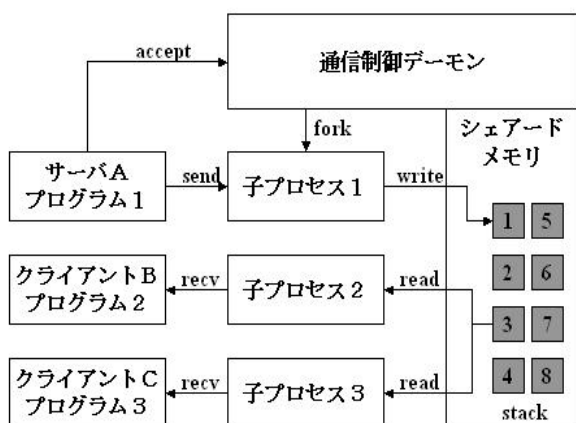 accept
通信制御デーモン
fork
シェアード
メモリ
サーバA
プログラム1
send
子プロセス1
write
1 5
クライアントB
プログラム2
recv
子プロセス2
read
2 6
3 7
クライアントC
プログラム3
recv
子プロセス3
read
4 8
stack